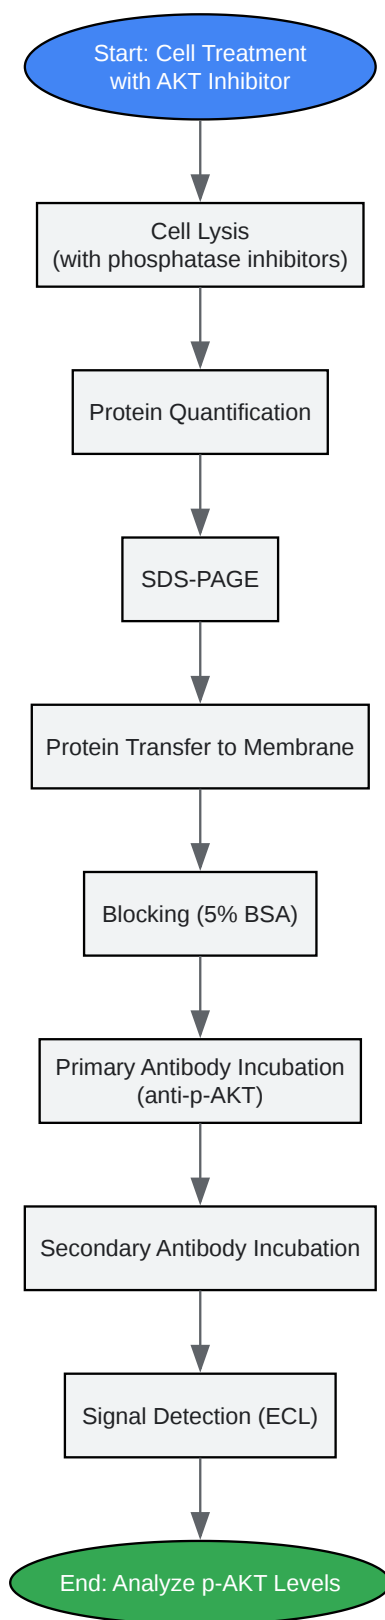 Start: Cell Treatment
with AKT Inhibitor
Cell Lysis
(with phosphatase inhibitors)
Protein Quantification
SDS-PAGE
Protein Transfer to Membrane
Blocking (5% BSA)
Primary Antibody Incubation
(anti-p-AKT)
Secondary Antibody Incubation
Signal Detection (ECL)
End: Analyze p-AKT Levels